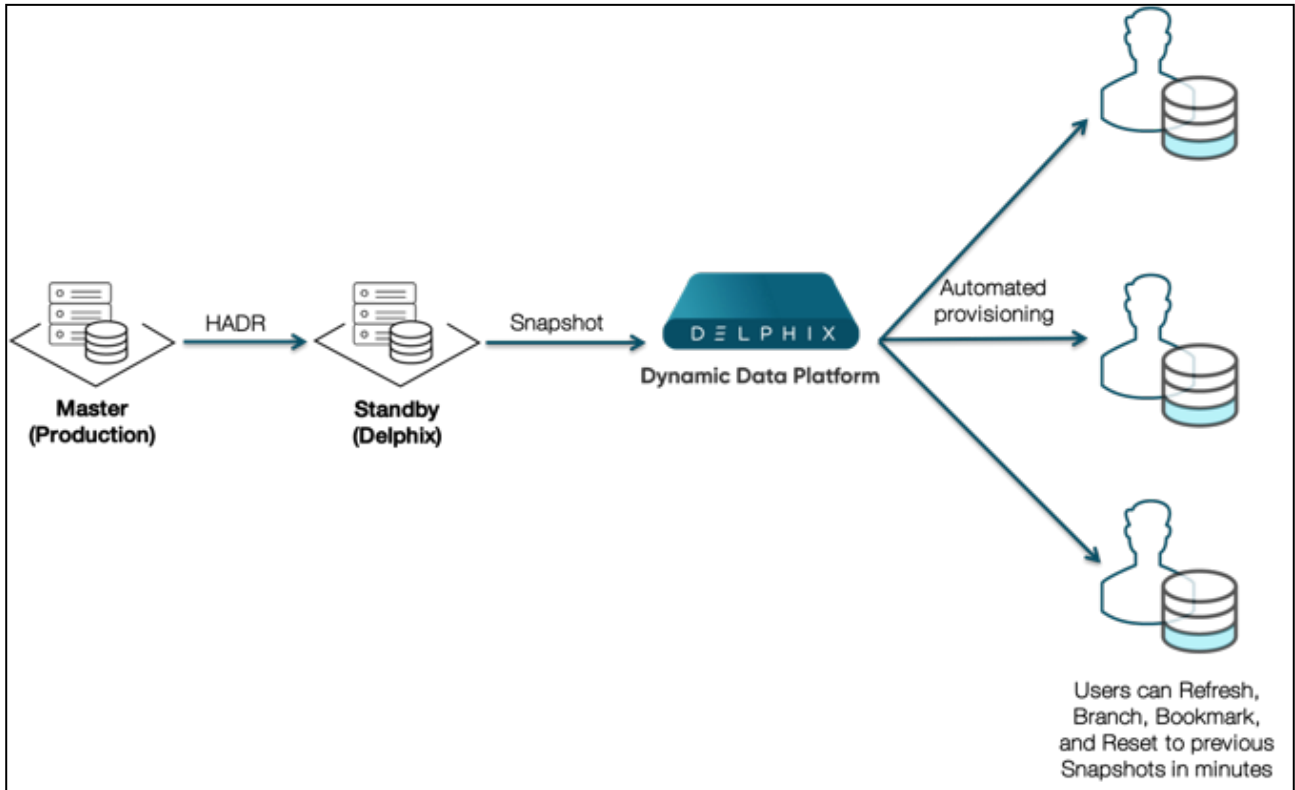 HADR
Snapshot
Automated
provisioning
DELPHIX
Dynamic Data Platform
Master
(Production)
Standby
(Delphix)
Users can Refresh,
Branch, Bookmark,
and Reset to previous
Snapshots in minutes